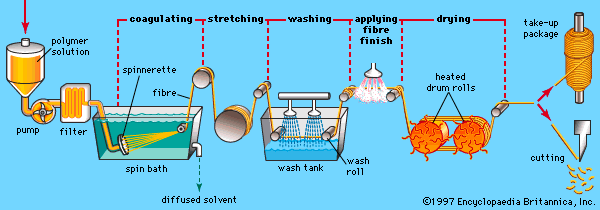 coagulating
stretching
washing
applying
fibre
finish
drying
take-up
package
polymer
solution
spinnerette
fibre
heated
drum rolls
pump
filter
wash
roll
cutting
spin bath
wash tank
diffused solvent
©1997 Encyclopaedia Britannica, Inc.